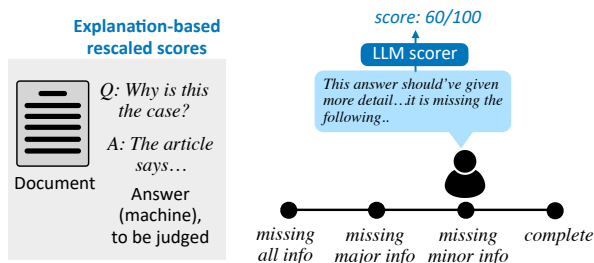 Explanation-based
rescaled scores
Q: Why is this
the case?
A: The article
says…
Document
Answer
(machine),
to be judged
score: 60/100
LLM scorer
This answer should've given
more detail…it is missing the
following..
missing
all info
missing
major info
missing
minor info
complete